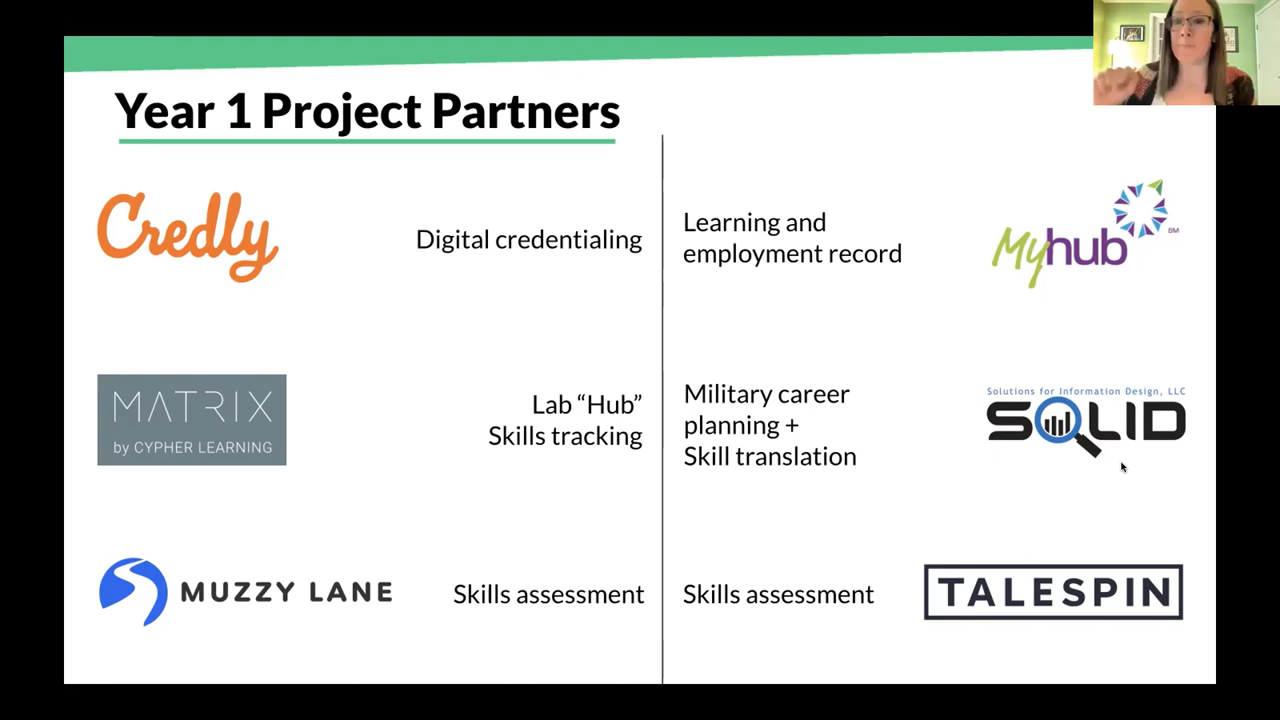 Year 1 Project Partners
Credly
Digital credentialing
Learning and
employment record
Myhub
SM
MATRIX
by CYPHER LEARNING
Lab “Hub”
Skills tracking
Military career
planning +
Skill translation
Solutions for Information Design, LLC
SOLID
MUZZY LANE
Skills assessment
Skills assessment
TALESPIN